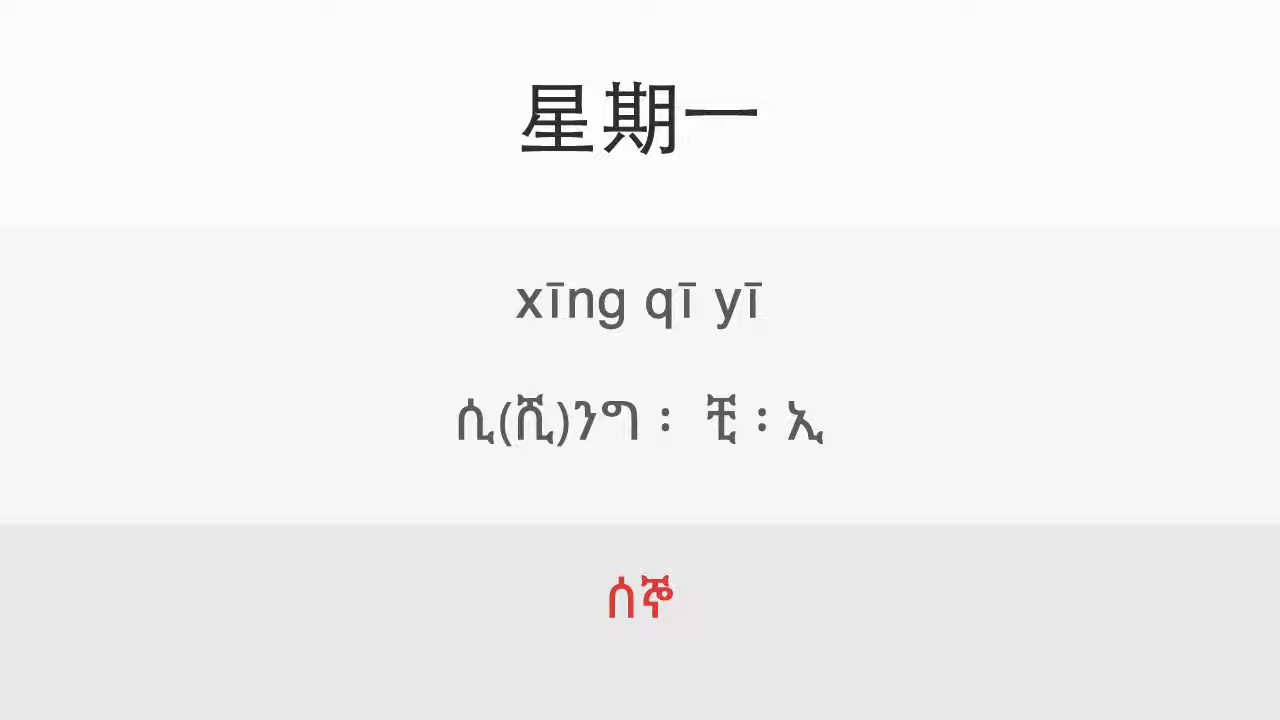 星期一
xīng qī yī
ሲ(ሺ)ንግ ፡ ቺ ፡ ኢ
ሰኞ